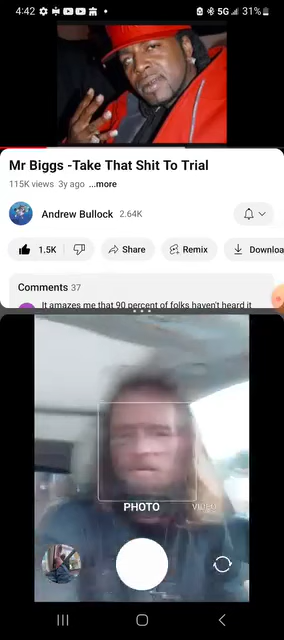 4:42 5G 31%
Mr Biggs -Take That Shit To Trial
115K views 3y ago ...more
Andrew Bullock 2.64K
1.5K Share Remix Downloa
Comments 37
It amazes me that 90 percent of folks haven't heard it
PHOTO VIDEO